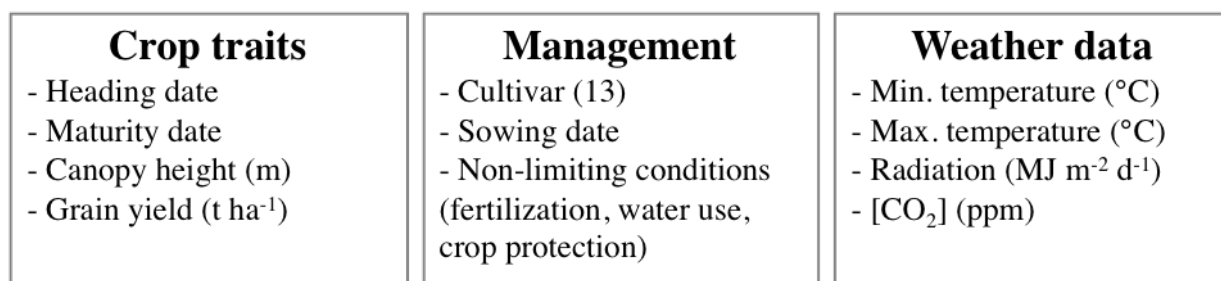 Crop traits
- Heading date
- Maturity date
- Canopy height (m)
- Grain yield (t ha⁻¹)
Management
- Cultivar (13)
- Sowing date
- Non-limiting conditions
(fertilization, water use,
crop protection)
Weather data
- Min. temperature (°C)
- Max. temperature (°C)
- Radiation (MJ m⁻² d⁻¹)
- [CO₂] (ppm)